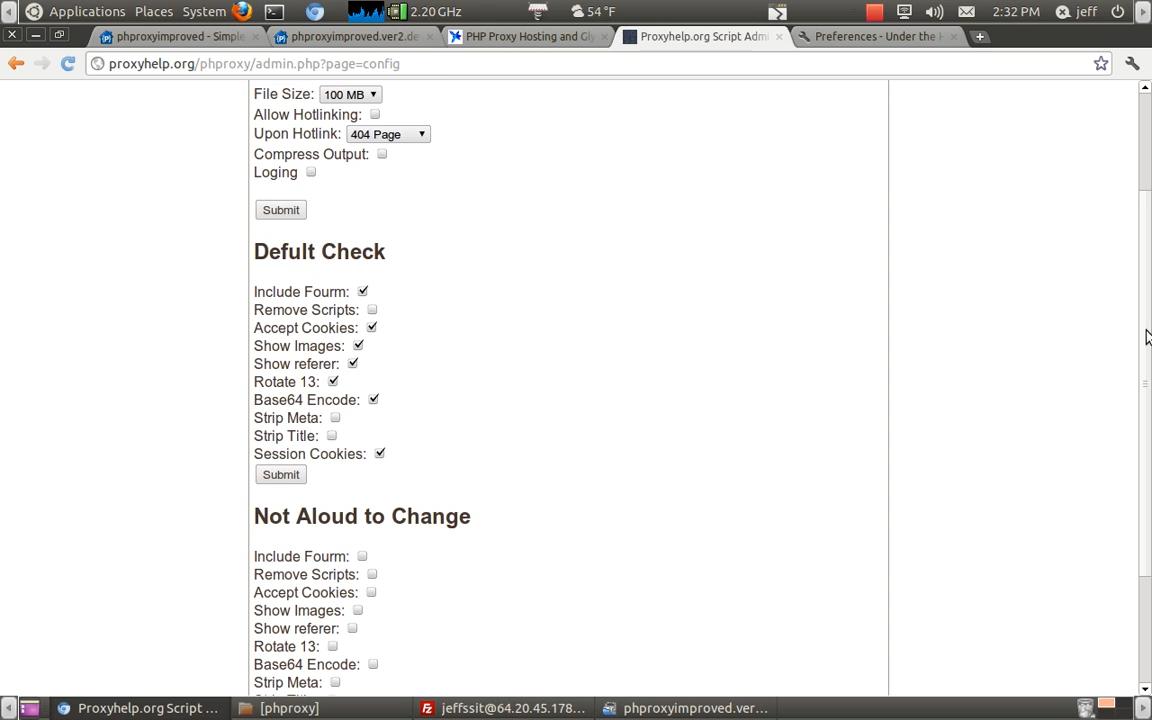 Applications Places System 2.20 GHz 54 °F 2:32 PM jeff
phproxyimproved - Simple phproxyimproved.ver2.de PHP Proxy Hosting and Gly Proxyhelp.org Script Admi Preferences - Under the H
proxyhelp.org/phproxy/admin.php?page=config
File Size: 100 MB
Allow Hotlinking:
Upon Hotlink: 404 Page
Compress Output:
Loging
Submit
Defult Check
Include Fourm:
Remove Scripts:
Accept Cookies:
Show Images:
Show referer:
Rotate 13:
Base64 Encode:
Strip Meta:
Strip Title:
Session Cookies:
Submit
Not Aloud to Change
Include Fourm:
Remove Scripts:
Accept Cookies:
Show Images:
Show referer:
Rotate 13:
Base64 Encode:
Strip Meta:
Proxyhelp.org Script ... [phproxy] jeffssit@64.20.45.178... phproxyimproved.ver...